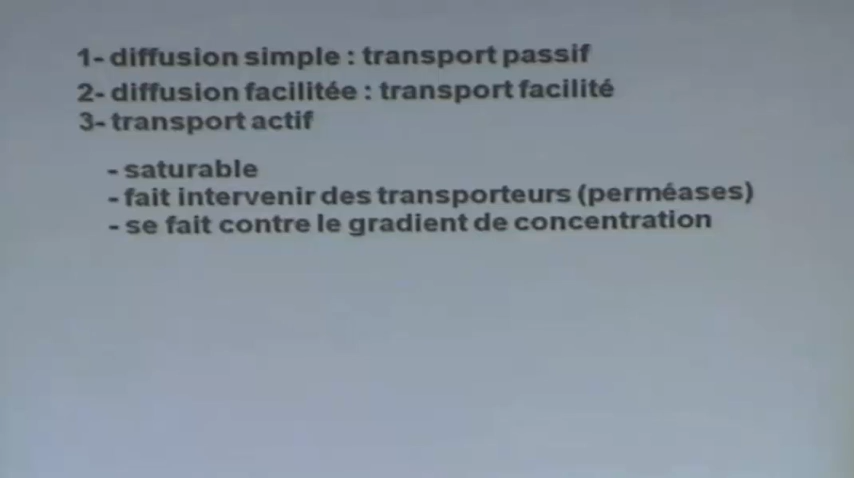 1- diffusion simple : transport passif
2- diffusion facilitée : transport facilité
3- transport actif
- saturable
- fait intervenir des transporteurs (perméases)
- se fait contre le gradient de concentration